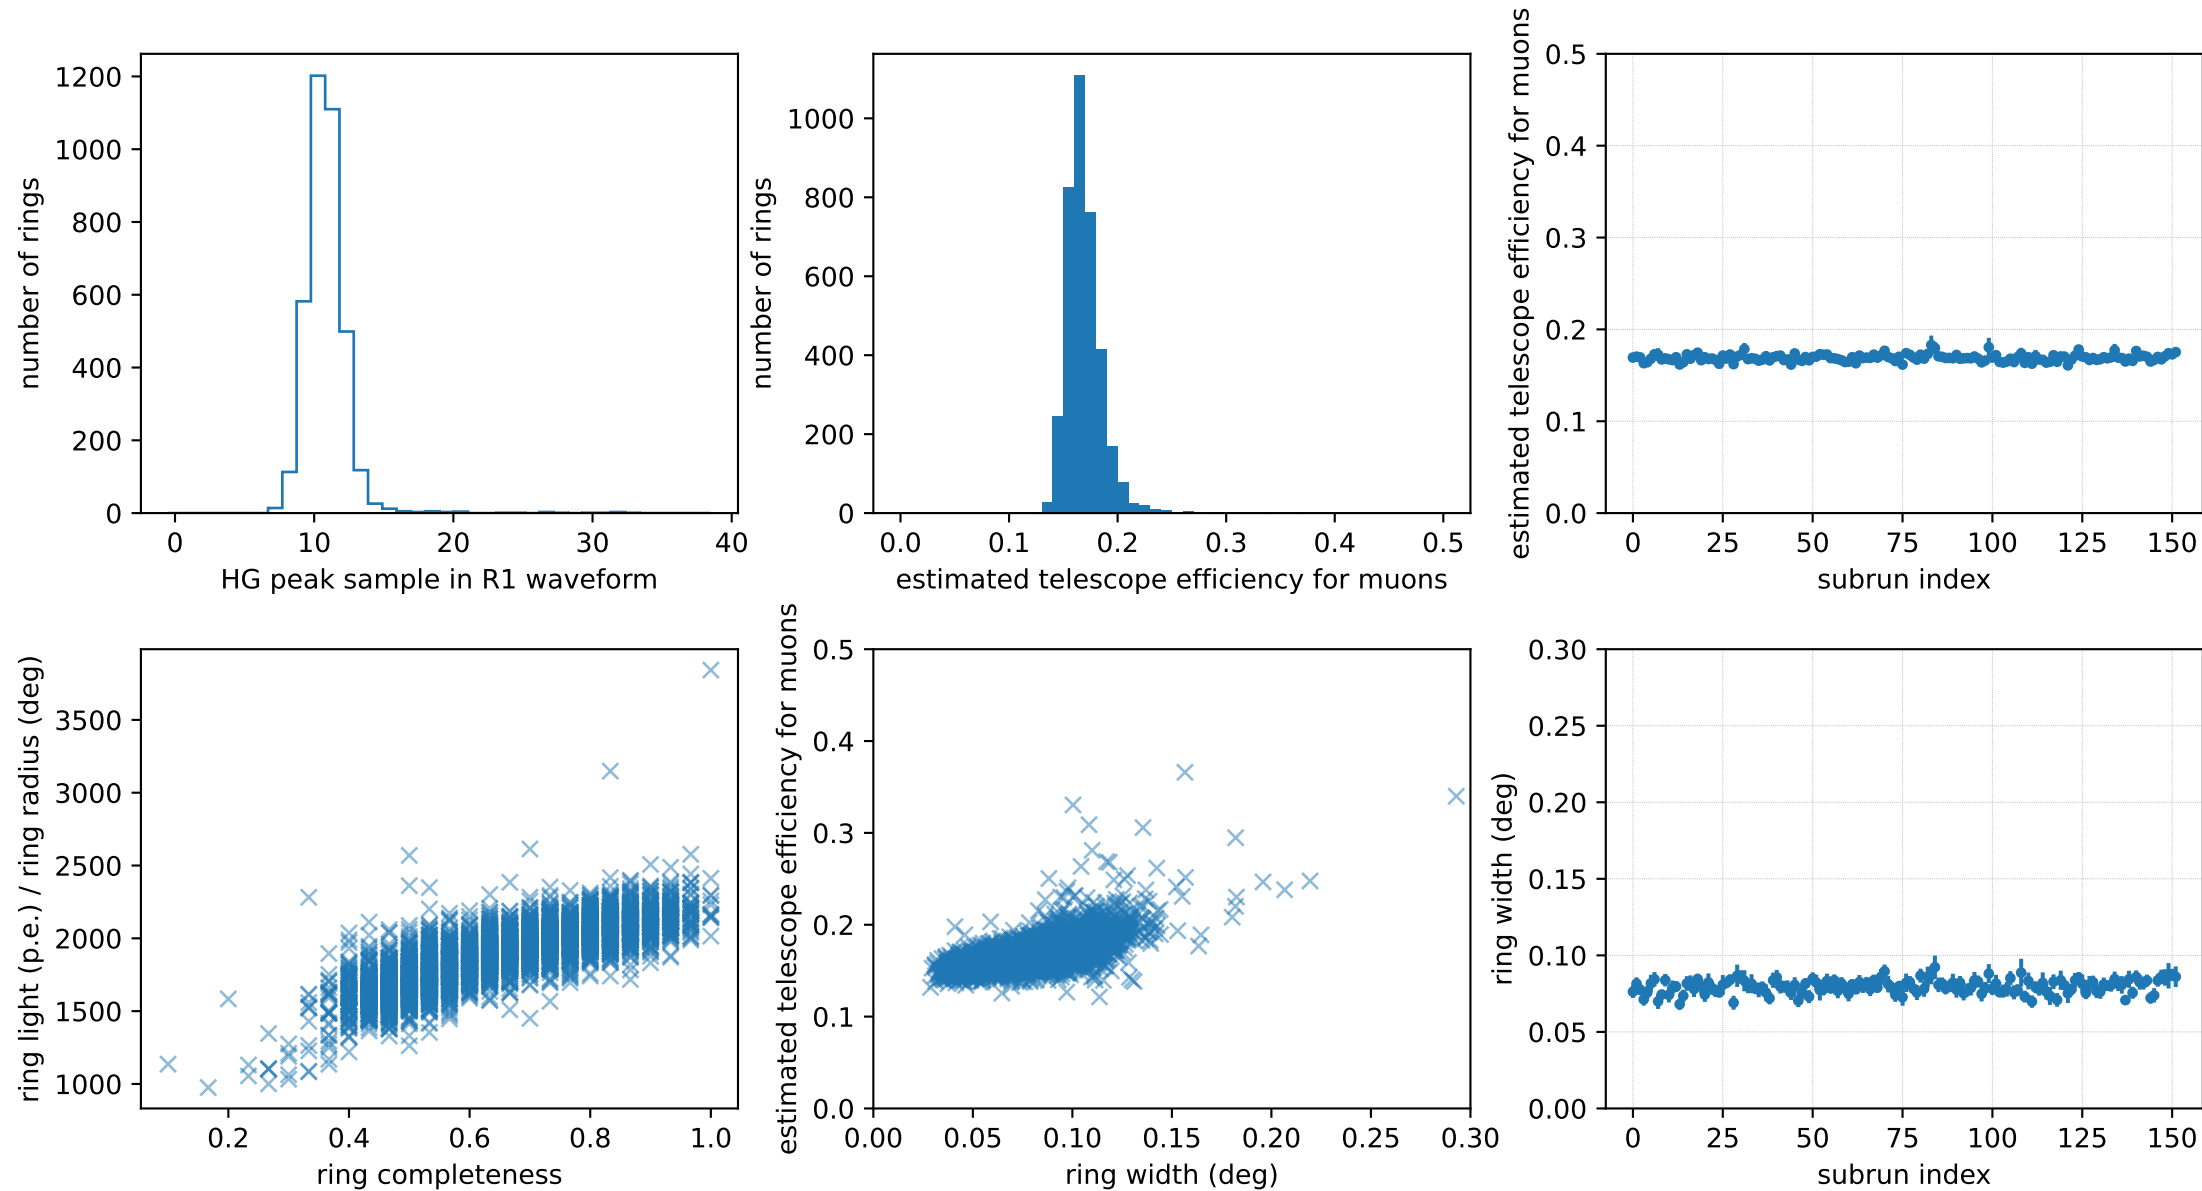 1200
1000
800
600
400
200
0
number of rings
0 10 20 30 40
HG peak sample in R1 waveform
1000
800
600
400
200
0
number of rings
0.0 0.1 0.2 0.3 0.4 0.5
estimated telescope efficiency for muons
0.5
0.4
0.3
0.2
0.1
0.0
estimated telescope efficiency for muons
0 25 50 75 100 125 150
subrun index
3500
3000
2500
2000
1500
1000
ring light (p.e.) / ring radius (deg)
0.2 0.4 0.6 0.8 1.0
ring completeness
0.5
0.4
0.3
0.2
0.1
0.0
estimated telescope efficiency for muons
0.00 0.05 0.10 0.15 0.20 0.25 0.30
ring width (deg)
0.30
0.25
0.20
0.15
0.10
0.05
0.00
ring width (deg)
0 25 50 75 100 125 150
subrun index